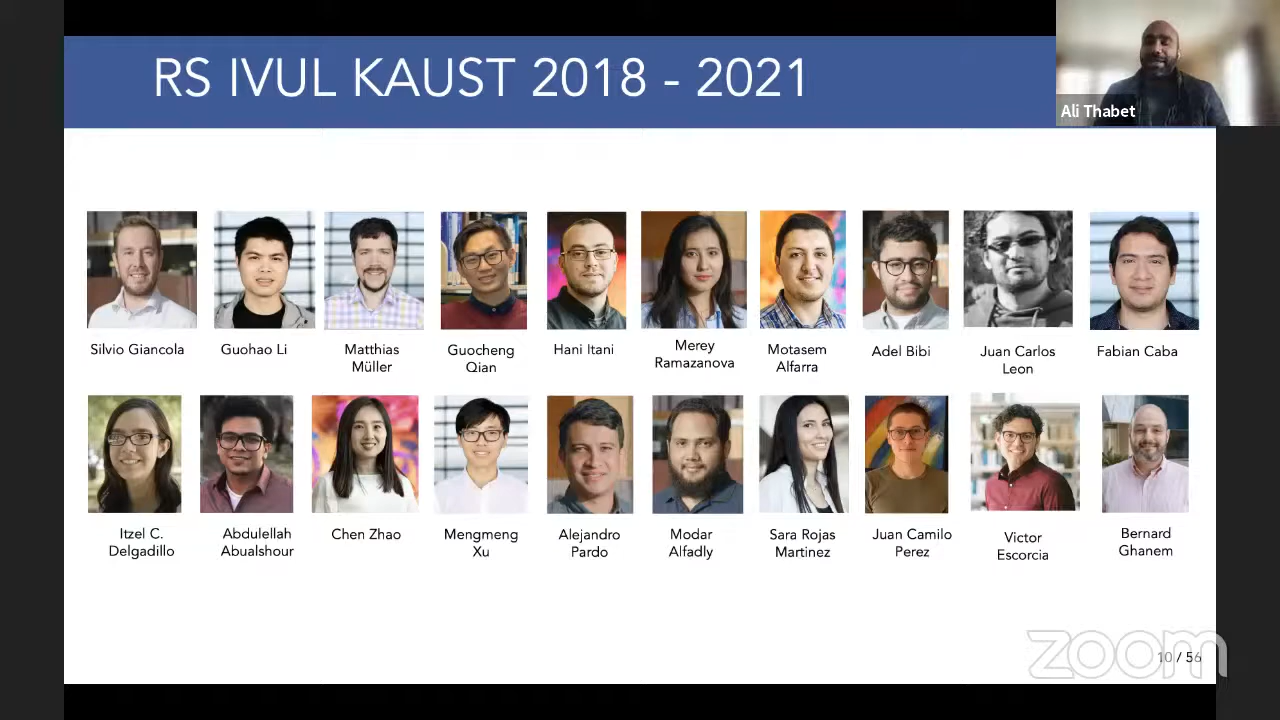 RS IVUL KAUST 2018 - 2021
Ali Thabet
Silvio Giancola
Guohao Li
Matthias
Müller
Guocheng
Qian
Hani Itani
Merey
Ramazanova
Motasem
Alfarra
Adel Bibi
Juan Carlos
Leon
Fabian Caba
Itzel C.
Delgadillo
Abdulellah
Abualshour
Chen Zhao
Mengmeng
Xu
Alejandro
Pardo
Modar
Alfadly
Sara Rojas
Martinez
Juan Camilo
Perez
Victor
Escorcia
Bernard
Ghanem
zoom
10 / 56